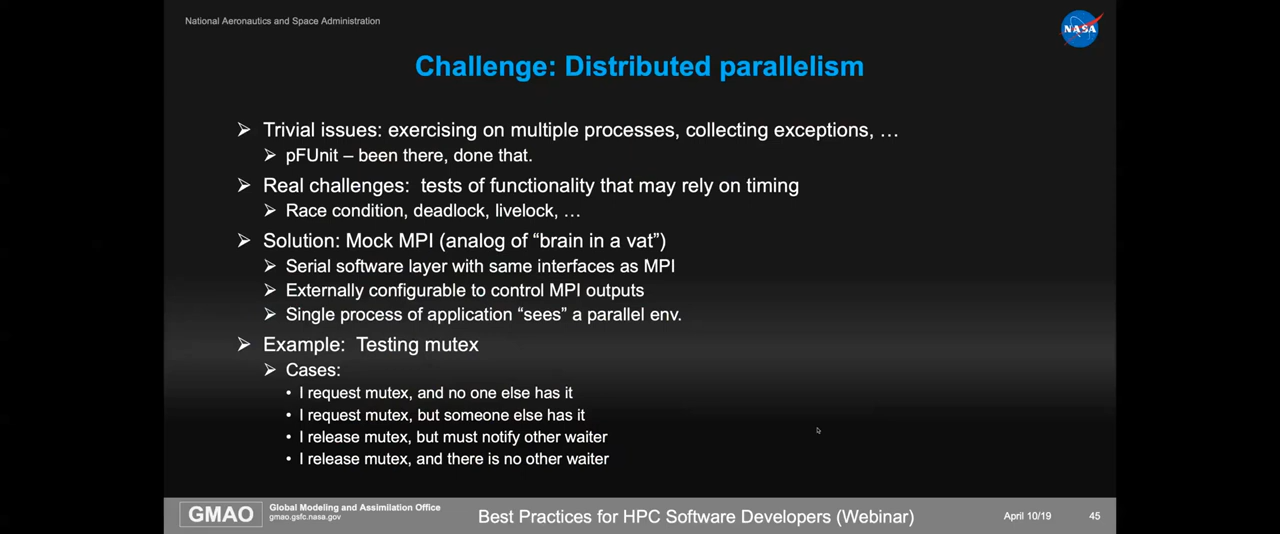 National Aeronautics and Space Administration
NASA
Challenge: Distributed parallelism
➢ Trivial issues: exercising on multiple processes, collecting exceptions, …
➢ pFUnit – been there, done that.
➢ Real challenges: tests of functionality that may rely on timing
➢ Race condition, deadlock, livelock, …
➢ Solution: Mock MPI (analog of “brain in a vat”)
➢ Serial software layer with same interfaces as MPI
➢ Externally configurable to control MPI outputs
➢ Single process of application “sees” a parallel env.
➢ Example: Testing mutex
➢ Cases:
• I request mutex, and no one else has it
• I request mutex, but someone else has it
• I release mutex, but must notify other waiter
• I release mutex, and there is no other waiter
GMAO
Global Modeling and Assimilation Office
gmao.gsfc.nasa.gov
Best Practices for HPC Software Developers (Webinar)
April 10/19
45